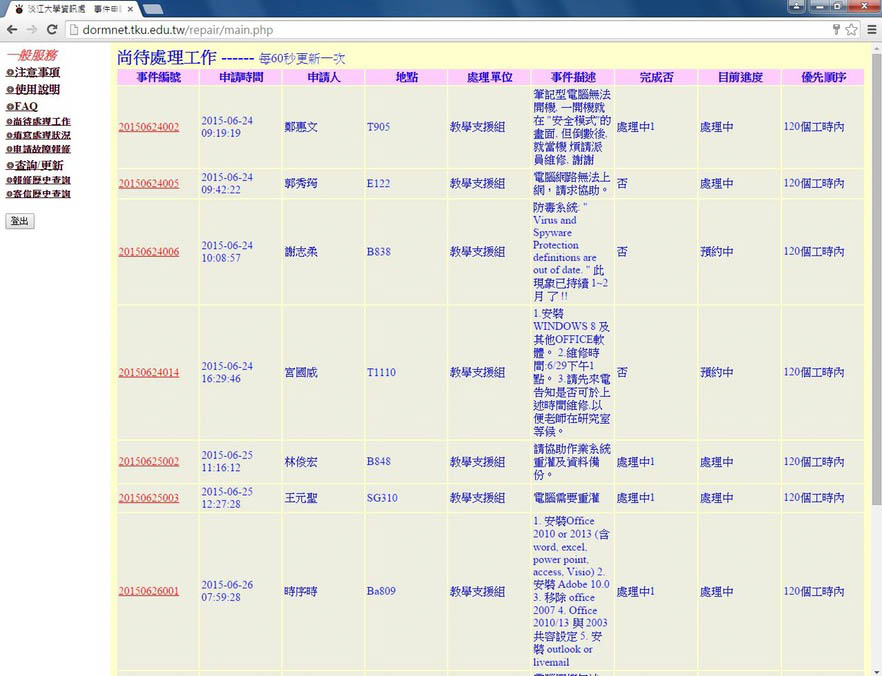 淡江大學資訊處 事件申
dormnet.tku.edu.tw/repair/main.php
一般服務
注意事項
使用說明
FAQ
尚待處理工作
填寫處理狀況
申請故障報修
查詢/更新
報修歷史查詢
寄信歷史查詢
登出
尚待處理工作 ------ 每60秒更新一次
事件編號 申請時間 申請人 地點 處理單位 事件描述 完成否 目前進度 優先順序
20150624002 2015-06-24 09:19:19 鄭惠文 T905 教學支援組 筆記型電腦無法
開機, 一開機就
在 "安全模式"的
畫面, 但倒數後,
就當機 煩請派
員維修, 謝謝 處理中1 處理中 120個工時內
20150624005 2015-06-24 09:42:22 郭秀筠 E122 教學支援組 電腦網路無法上
網，請求協助。 否 處理中 120個工時內
20150624006 2015-06-24 10:08:57 謝志柔 B838 教學支援組 防毒系統: "
Virus and
Spyware
Protection
definitions are
out of date. " 此
現象已持續 1~2
月 了 !! 否 預約中 120個工時內
20150624014 2015-06-24 16:29:46 宮國威 T1110 教學支援組 1.安裝
WINDOWS 8 及
其他OFFICE軟
體。 2.維修時
間:6/29下午1
點。 3.請先來電
告知是否可於上
述時間維修,以
便老師在研究室
等候。 否 預約中 120個工時內
20150625002 2015-06-25 11:16:12 林俊宏 B848 教學支援組 請協助作業系統
重灌及資料備
份。 處理中1 處理中 120個工時內
20150625003 2015-06-25 12:27:28 王元聖 SG310 教學支援組 電腦需要重灌 處理中1 處理中 120個工時內
20150626001 2015-06-26 07:59:28 時序時 Ba809 教學支援組 1. 安裝Office
2010 or 2013 (含
word, excel,
power point,
access, Visio) 2.
安裝 Adobe 10.0
3. 移除 office
2007 4. Office
2010/13 與 2003
共容設定 5. 安
裝 outlook or
livemail 處理中1 處理中 120個工時內